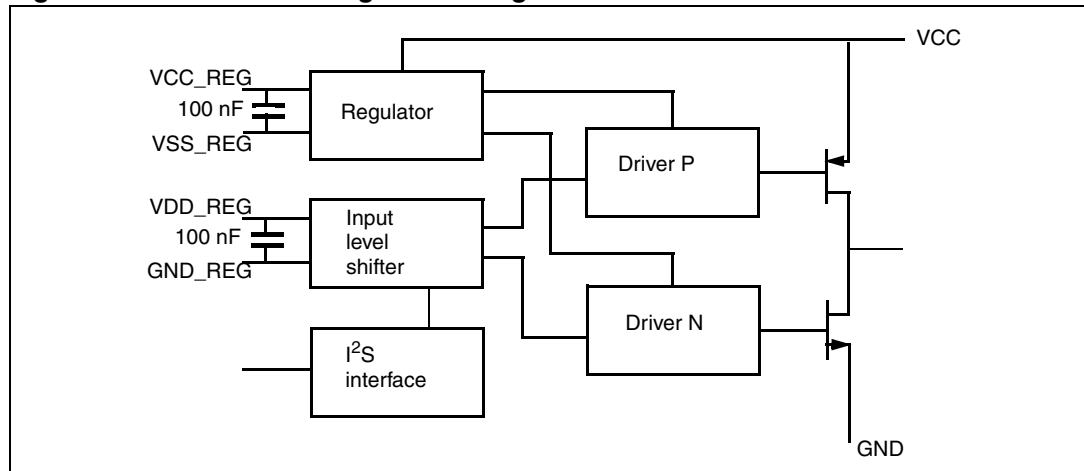 VCC
VCC_REG
100 nF
VSS_REG
Regulator
Driver P
VDD_REG
100 nF
GND_REG
Input
level
shifter
Driver N
I²S
interface
GND